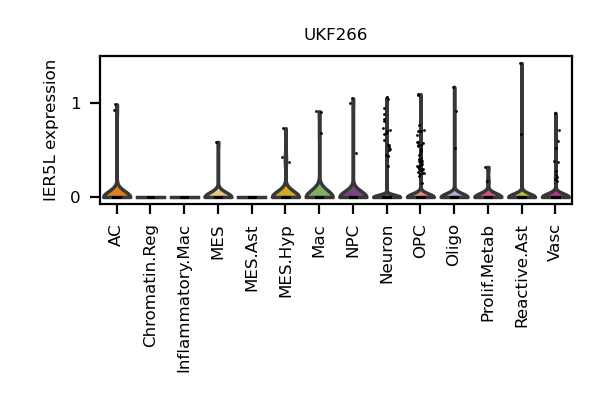 UKF266
IER5L expression
1
0
AC
Chromatin.Reg
Inflammatory.Mac
MES
MES.Ast
MES.Hyp
Mac
NPC
Neuron
OPC
Oligo
Prolif.Metab
Reactive.Ast
Vasc